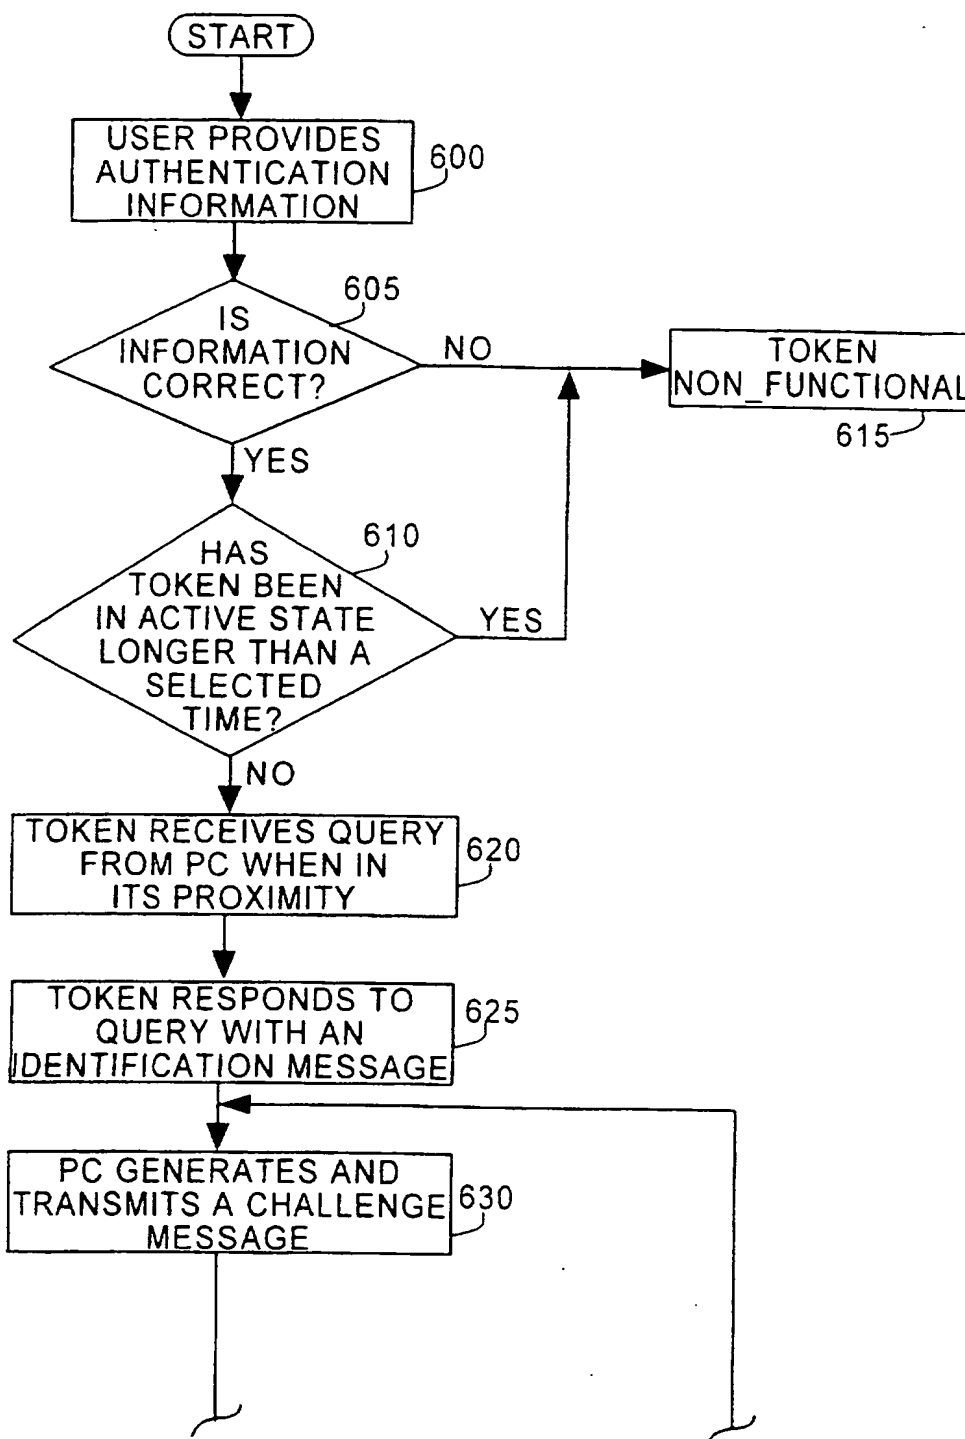 START
USER PROVIDES
AUTHENTICATION
INFORMATION
600
605
IS
INFORMATION
CORRECT?
NO
TOKEN
NON_FUNCTIONAL
615
YES
610
HAS
TOKEN BEEN
IN ACTIVE STATE
LONGER THAN A
SELECTED
TIME?
YES
NO
TOKEN RECEIVES QUERY
FROM PC WHEN IN
ITS PROXIMITY
620
TOKEN RESPONDS TO
QUERY WITH AN
IDENTIFICATION MESSAGE
625
PC GENERATES AND
TRANSMITS A CHALLENGE
MESSAGE
630